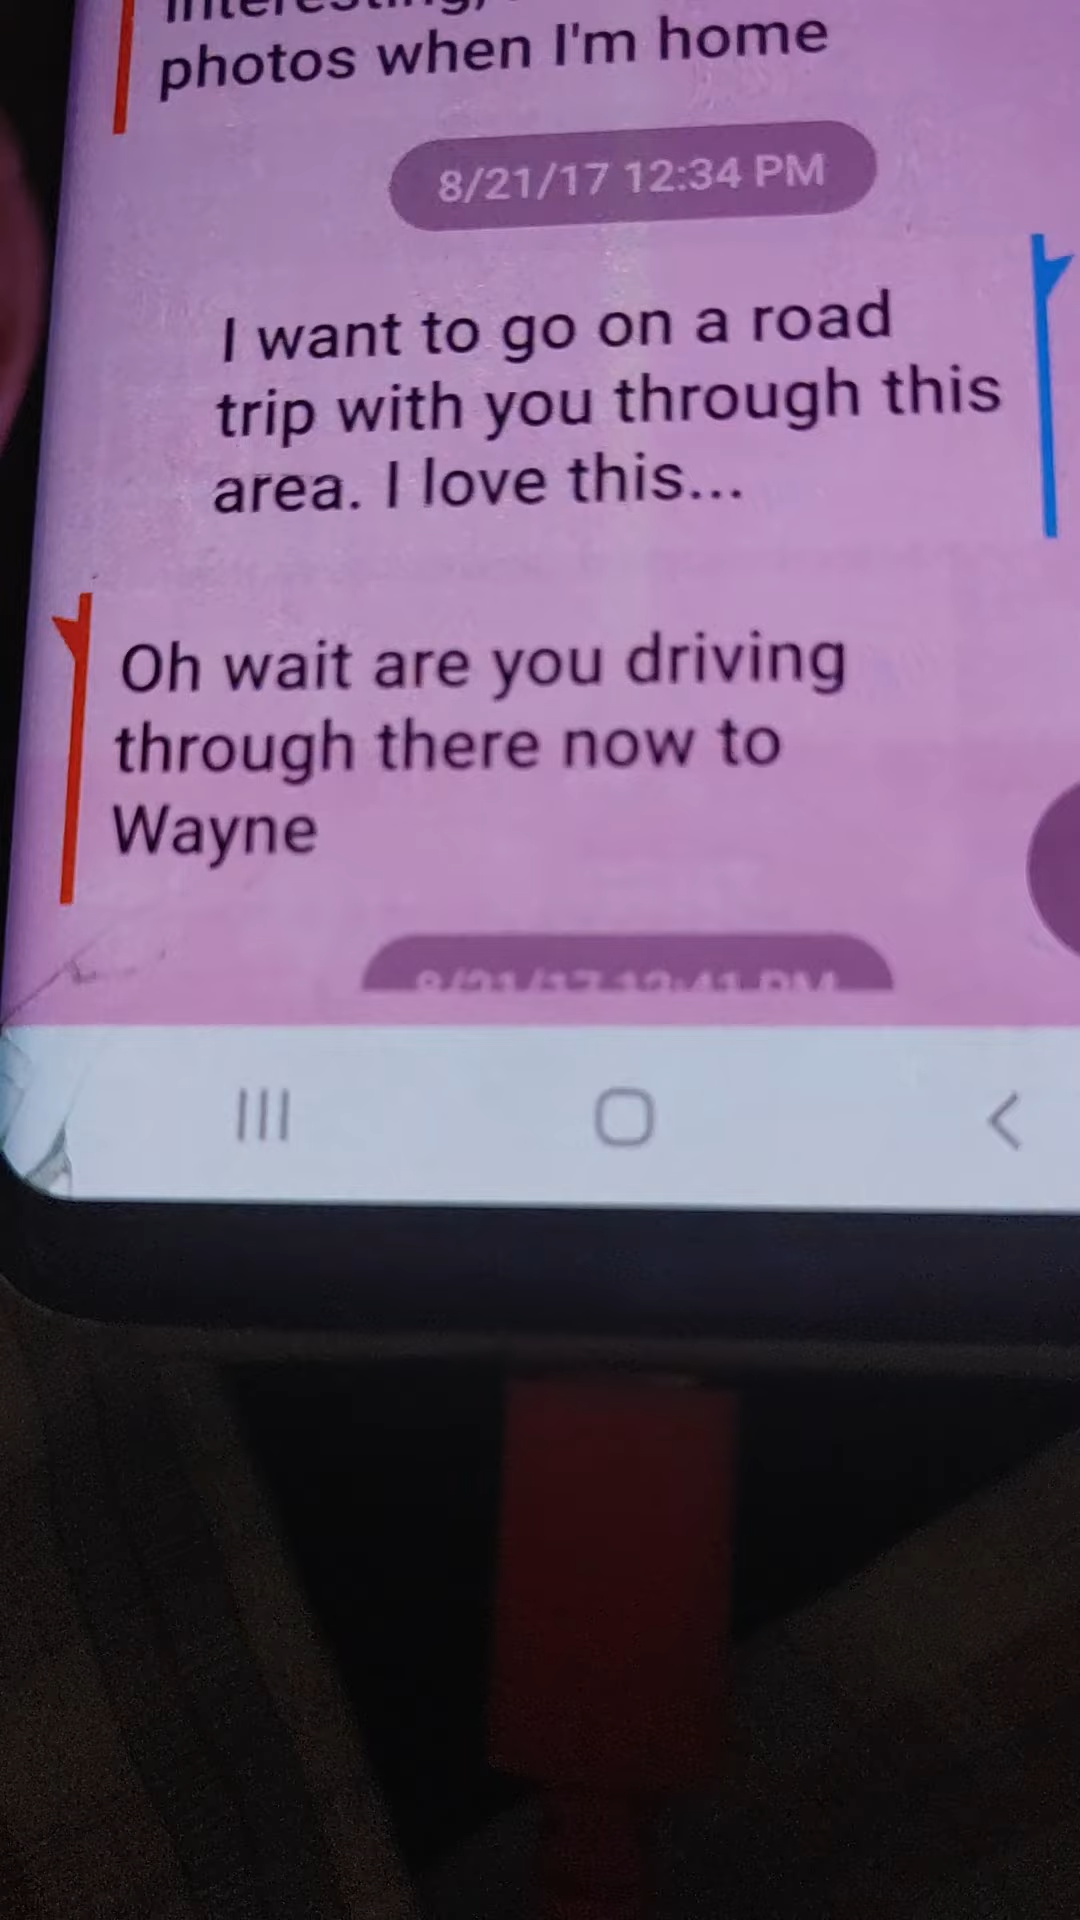 photos when I'm home
8/21/17 12:34 PM
I want to go on a road
trip with you through this
area. I love this...
Oh wait are you driving
through there now to
Wayne